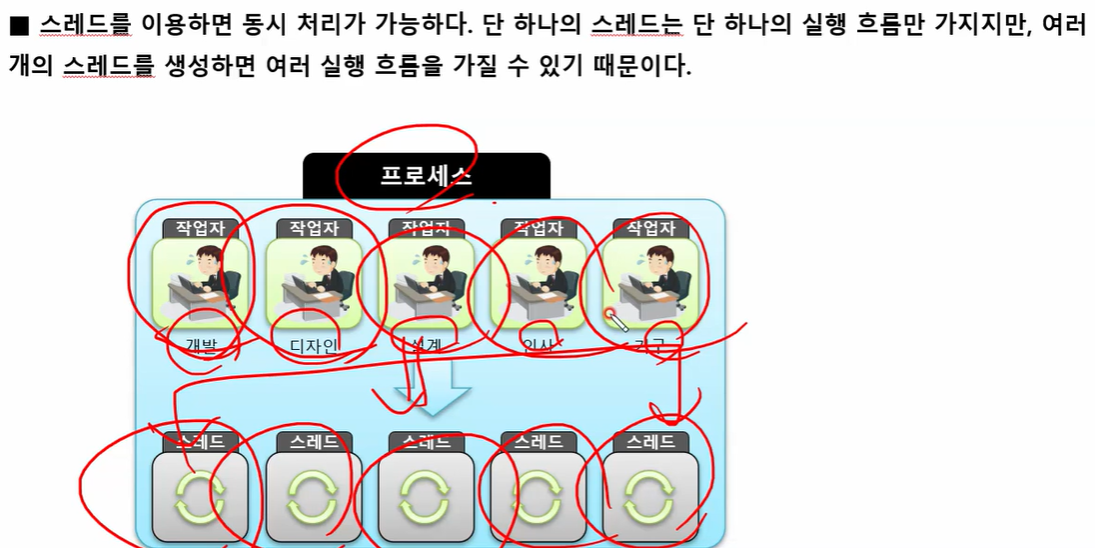 ■ 스레드를 이용하면 동시 처리가 가능하다. 단 하나의 스레드는 단 하나의 실행 흐름만 가지지만, 여러
개의 스레드를 생성하면 여러 실행 흐름을 가질 수 있기 때문이다.
프로세스
작업자 작업자 작업자 작업자 작업자
개발 디자인 설계 인사
스레드 스레드 스레드 스레드 스레드